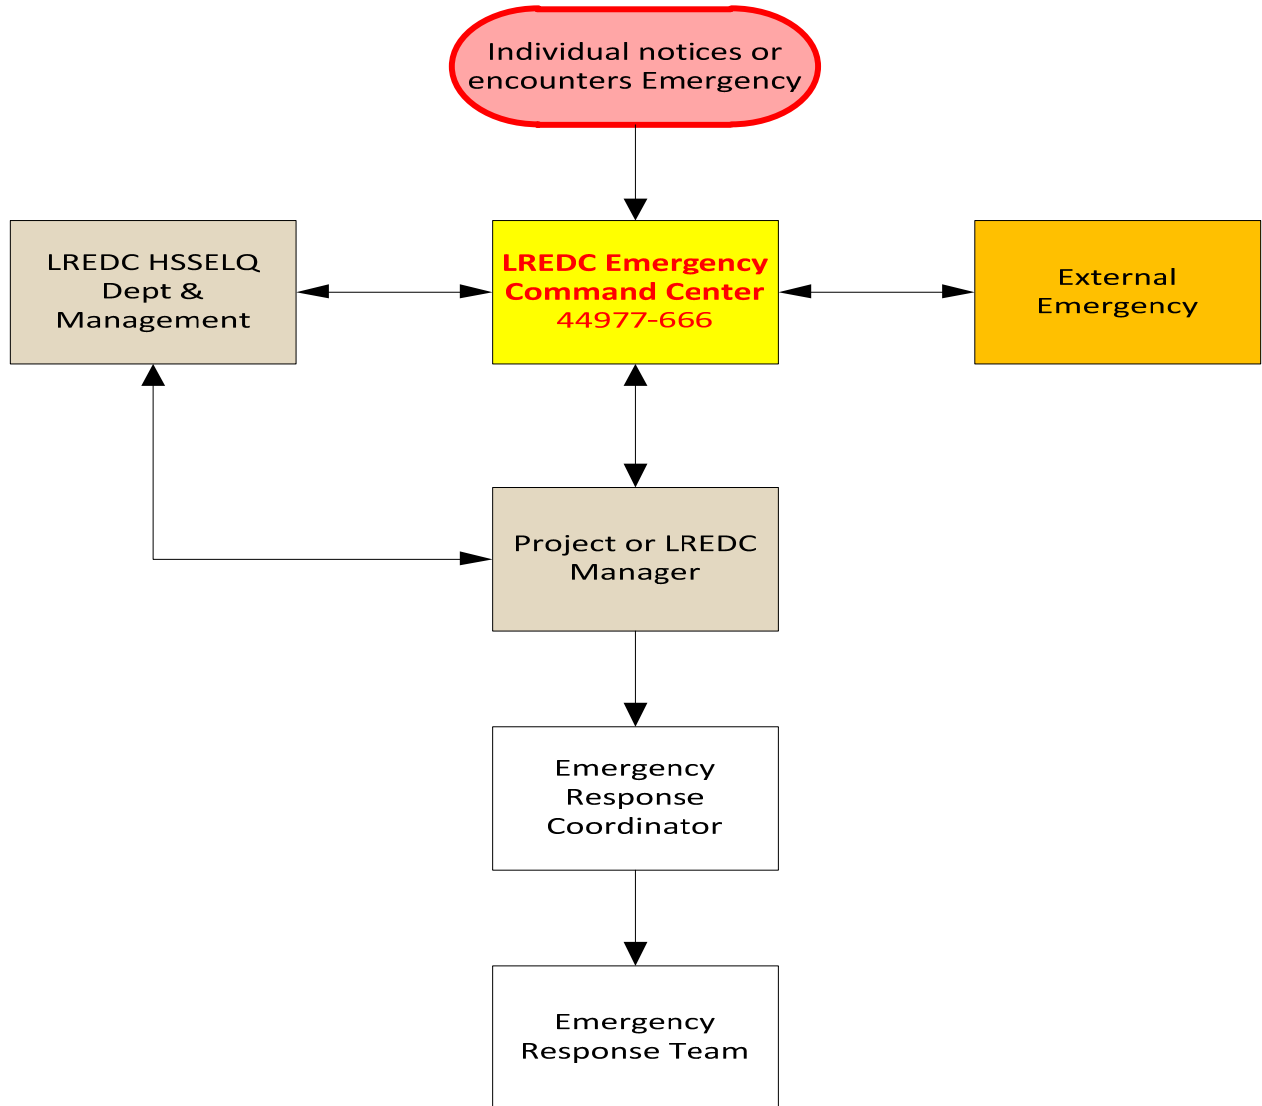 Individual notices or
encounters Emergency
LREDC HSSELQ
Dept &
Management
LREDC Emergency
Command Center
44977-666
External
Emergency
Project or LREDC
Manager
Emergency
Response
Coordinator
Emergency
Response Team